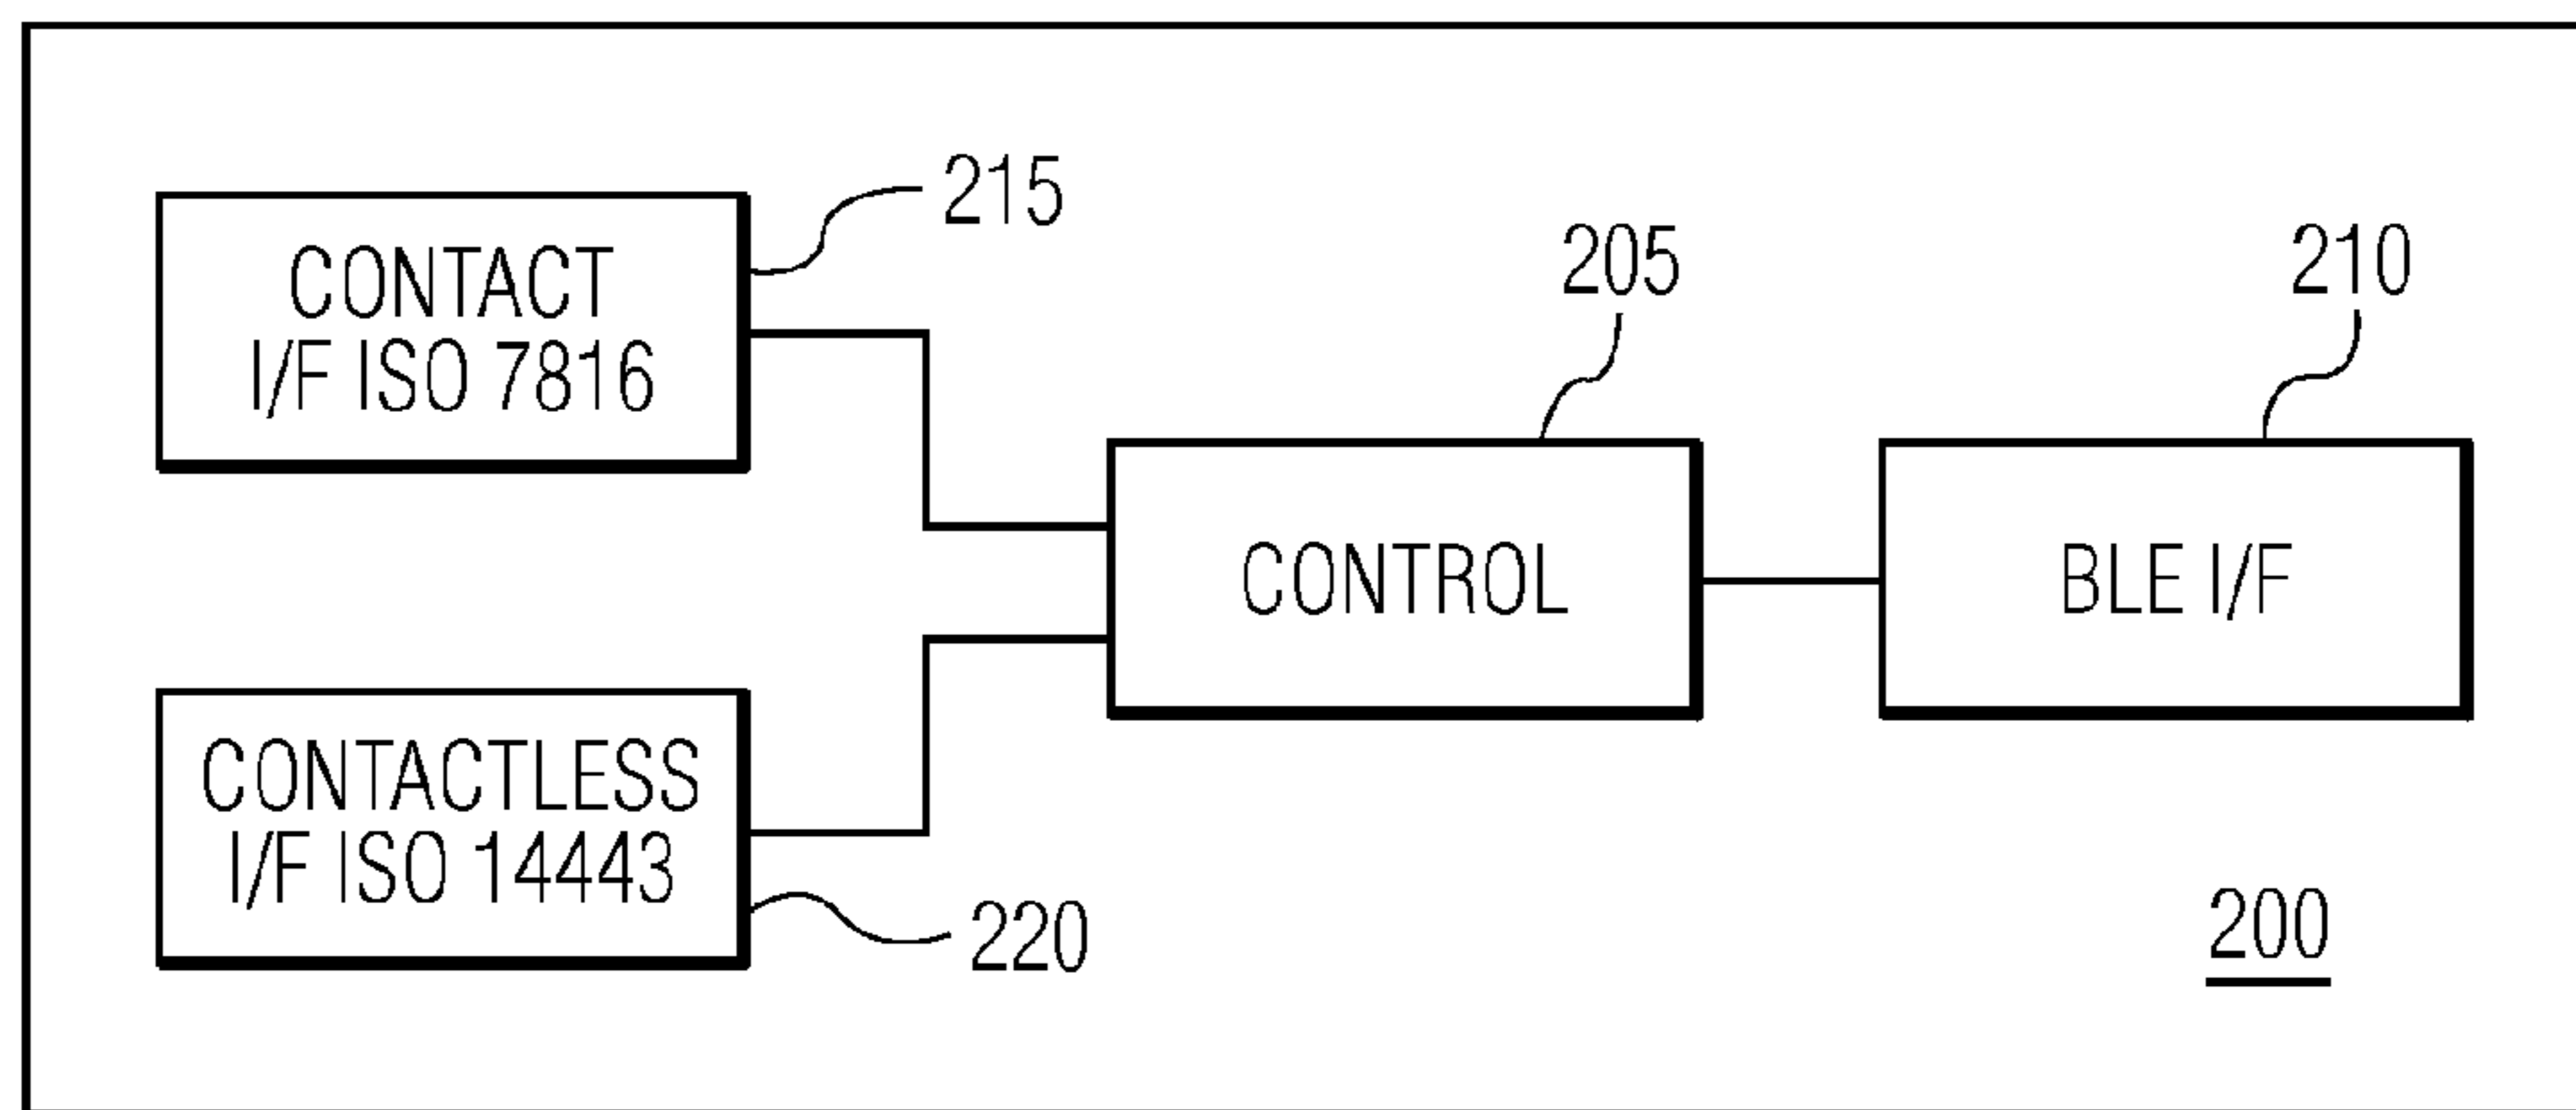 215
CONTACT
I/F ISO 7816
205
210
CONTROL
BLE I/F
CONTACTLESS
I/F ISO 14443
220
200